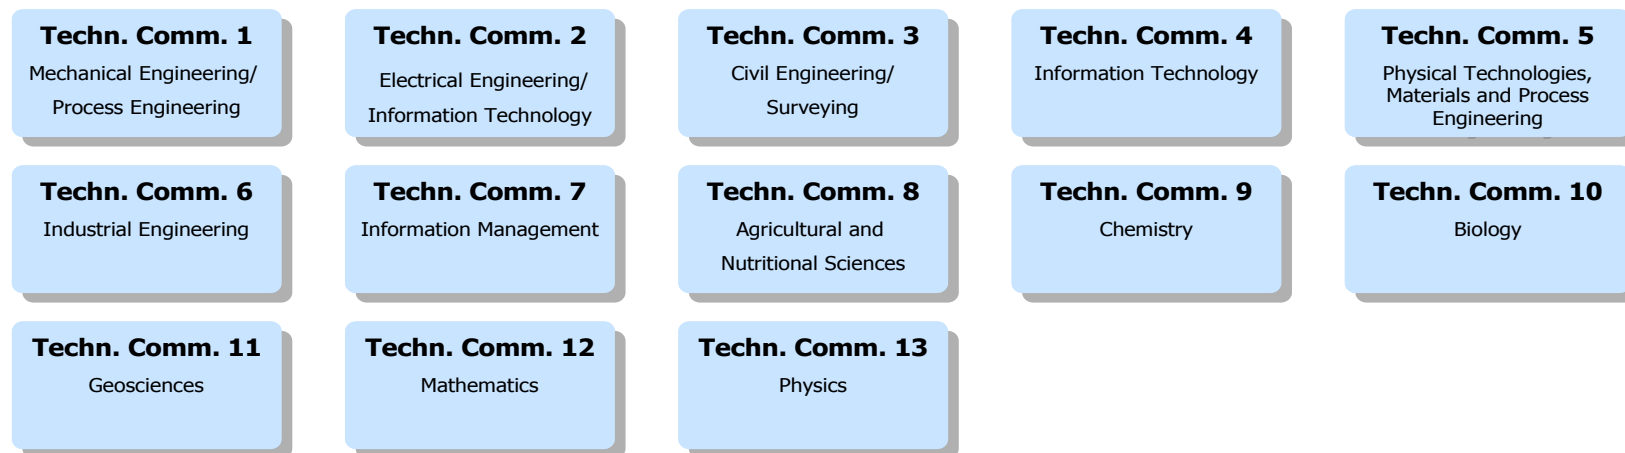 Techn. Comm. 1
Mechanical Engineering/
Process Engineering
Techn. Comm. 2
Electrical Engineering/
Information Technology
Techn. Comm. 3
Civil Engineering/
Surveying
Techn. Comm. 4
Information Technology
Techn. Comm. 5
Physical Technologies,
Materials and Process
Engineering
Techn. Comm. 6
Industrial Engineering
Techn. Comm. 7
Information Management
Techn. Comm. 8
Agricultural and
Nutritional Sciences
Techn. Comm. 9
Chemistry
Techn. Comm. 10
Biology
Techn. Comm. 11
Geosciences
Techn. Comm. 12
Mathematics
Techn. Comm. 13
Physics